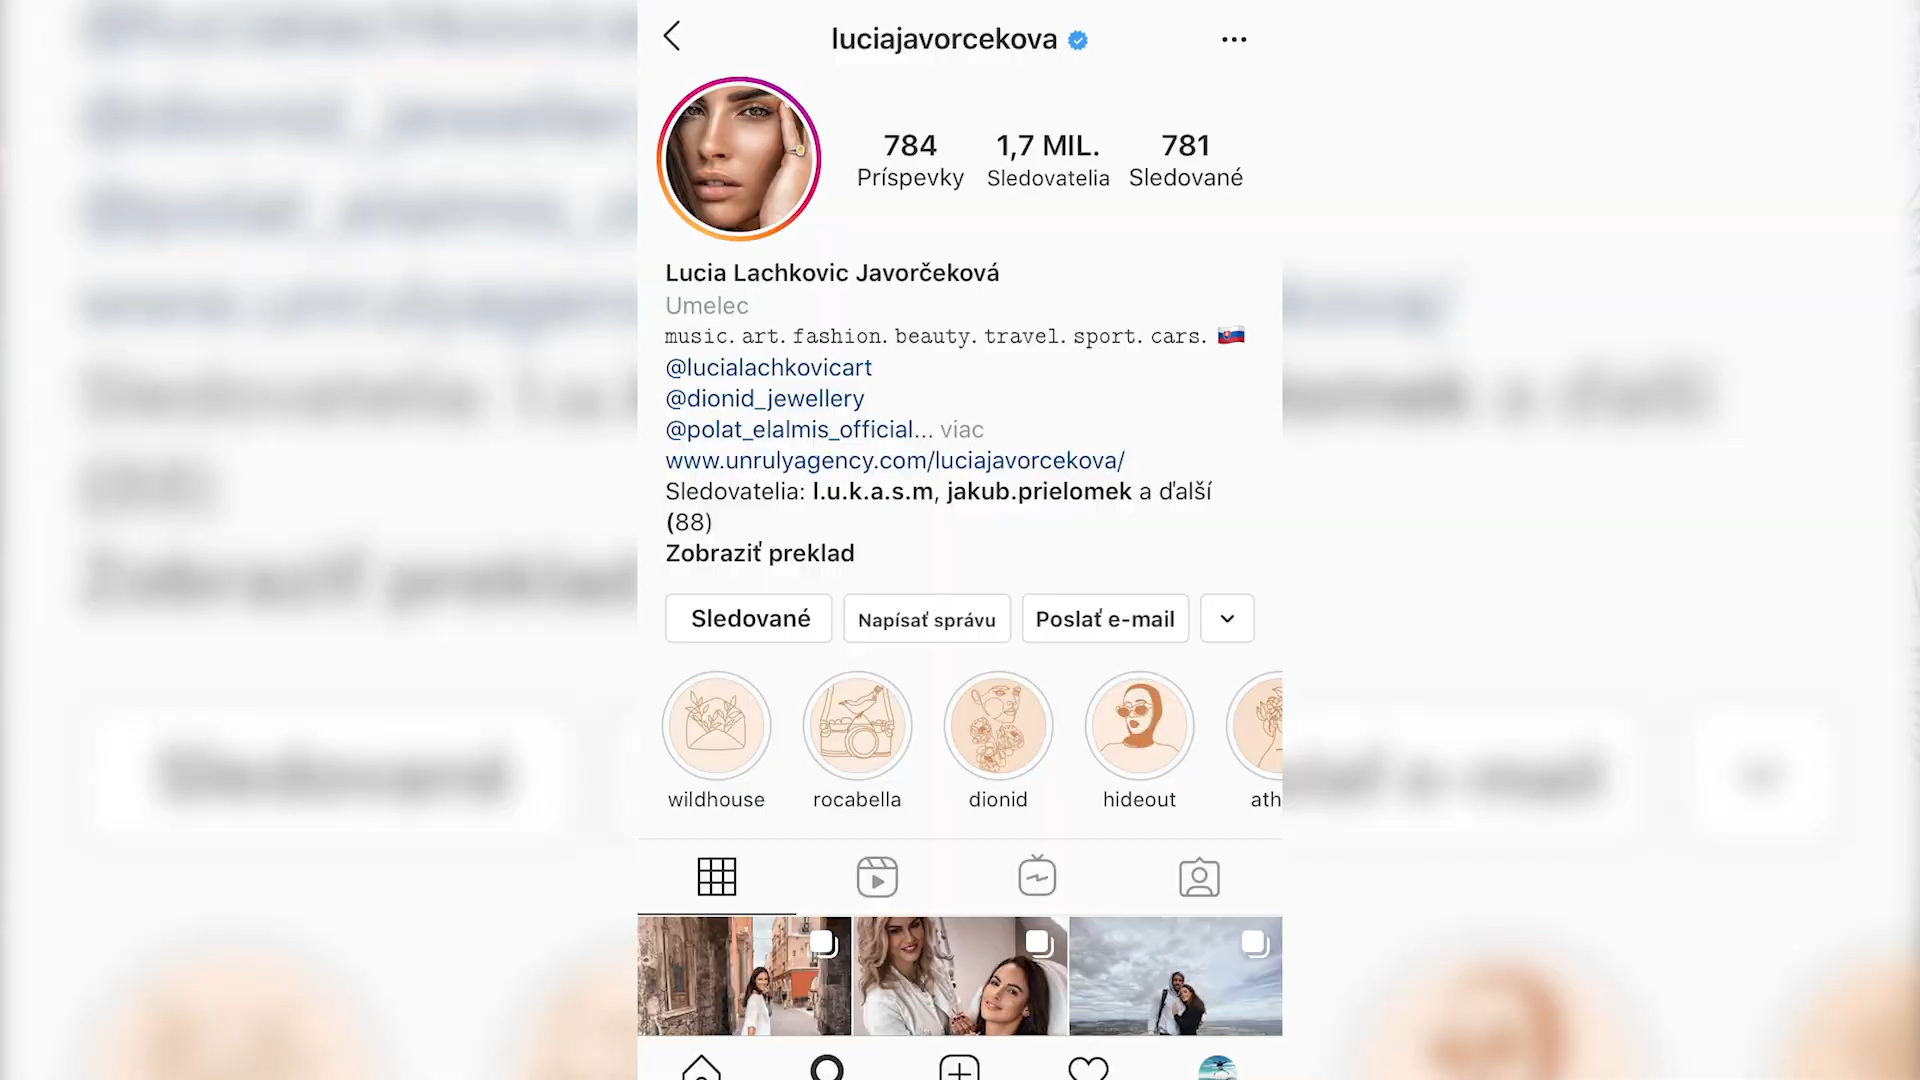 luciajavorcekova
784 1,7 MIL. 781
Príspevky Sledovatelia Sledované
Lucia Lachkovic Javorčeková
Umelec
music. art. fashion. beauty. travel. sport. cars.
@lucialachkovicart
@dionid_jewellery
@polat_elalmis_official... viac
www.unrulyagency.com/luciajavorcekova/
Sledovatelia: l.u.k.a.s.m, jakub.prielomek a ďalší
(88)
Zobraziť preklad
Sledované Napísať správu Poslať e-mail
wildhouse rocabella dionid hideout ath